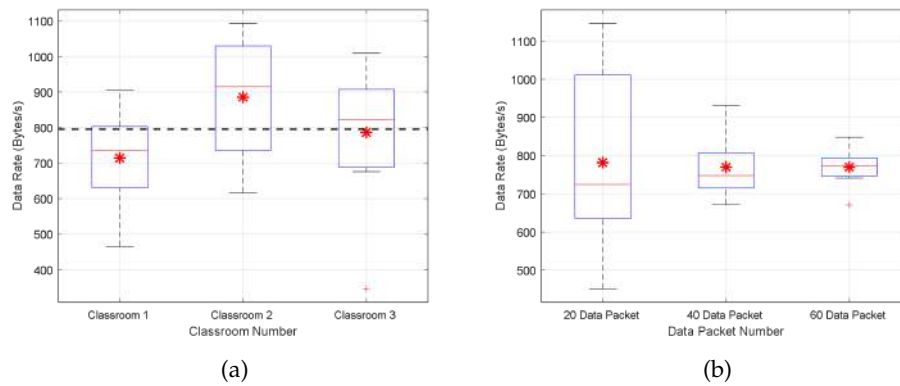 1100
1000
900
800
700
600
500
400
Data Rate (Bytes/s)
Classroom 1 Classroom 2 Classroom 3
Classroom Number
(a)
1100
1000
900
800
700
600
500
Data Rate (Bytes/s)
20 Data Packet 40 Data Packet 60 Data Packet
Data Packet Number
(b)